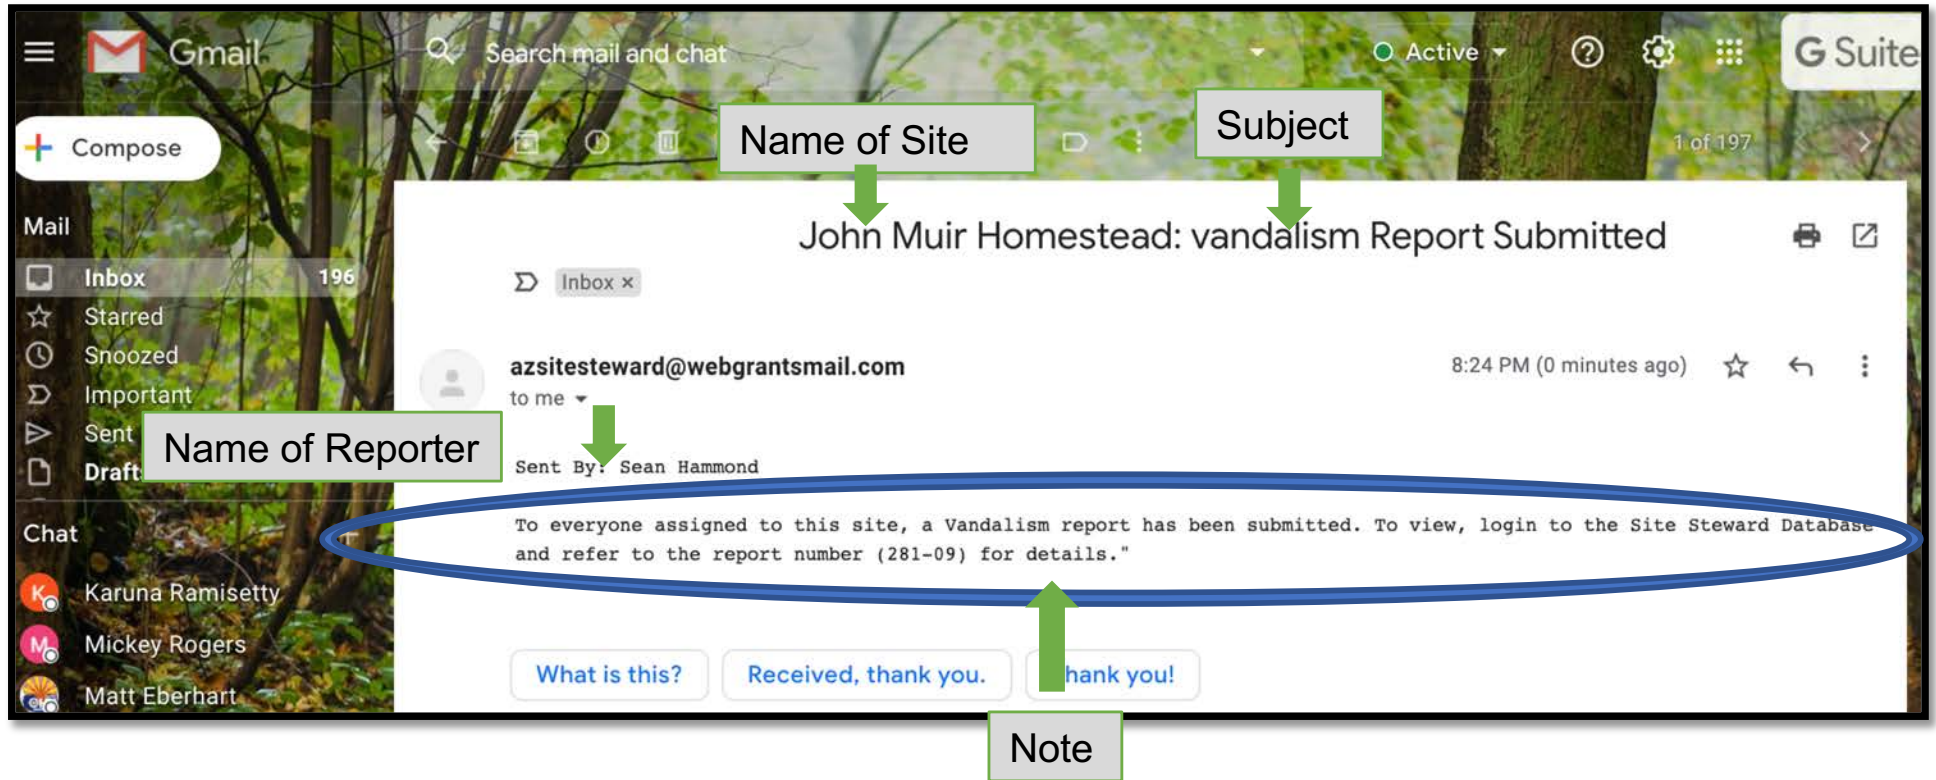 Gmail
Search mail and chat
Active
G Suite
Compose
Name of Site
Subject
1 of 197
Mail
John Muir Homestead: vandalism Report Submitted
Inbox 196
Inbox ×
Starred
Snoozed
azsitesteward@webgrantsmail.com
8:24 PM (0 minutes ago)
Important
to me
Sent
Name of Reporter
Drafts
Sent By: Sean Hammond
Chat
To everyone assigned to this site, a Vandalism report has been submitted. To view, login to the Site Steward Database
and refer to the report number (281-09) for details."
Karuna Ramisetty
Mickey Rogers
Matt Eberhart
What is this?
Received, thank you.
Thank you!
Note